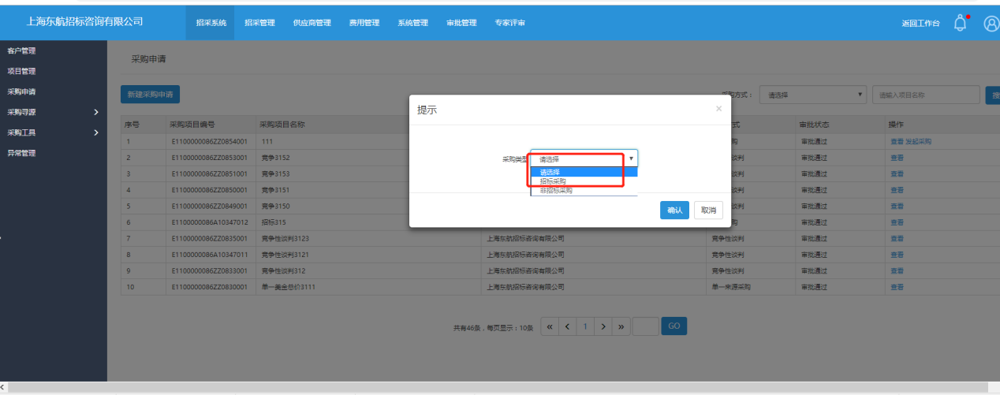 上海东航招标咨询有限公司 招采系统 招采管理 供应商管理 费用管理 系统管理 审批管理 专家评审 返回工作台
客户管理
项目管理
采购申请
采购寻源
采购工具
异常管理
采购申请
新建采购申请 购方式： 请选择 请输入项目名称
序号 采购项目编号 采购项目名称 式 审批状态 操作
1 E1100000086ZZ0854001 111 购 审批通过 查看 发起采购
2 E1100000086ZZ0853001 竞争3152 谈判 审批通过 查看
3 E1100000086ZZ0851001 竞争3153 谈判 审批通过 查看
4 E1100000086ZZ0850001 竞争3151 谈判 审批通过 查看
5 E1100000086ZZ0849001 竞争3150 谈判 审批通过 查看
6 E1100000086A10347012 招标315 购 审批通过 查看
7 E1100000086ZZ0835001 竞争性谈判3123 上海东航招标咨询有限公司 竞争性谈判 审批通过 查看
8 E1100000086A10347011 竞争性谈判3121 上海东航招标咨询有限公司 竞争性谈判 审批通过 查看
9 E1100000086ZZ0833001 竞争性谈判312 上海东航招标咨询有限公司 竞争性谈判 审批通过 查看
10 E1100000086ZZ0830001 单一美金总价3111 上海东航招标咨询有限公司 单一来源采购 审批通过 查看
共有46条，每页显示：10条 « < 1 > » GO
提示 ×
采购类型 请选择
请选择
招标采购
非招标采购
确认 取消